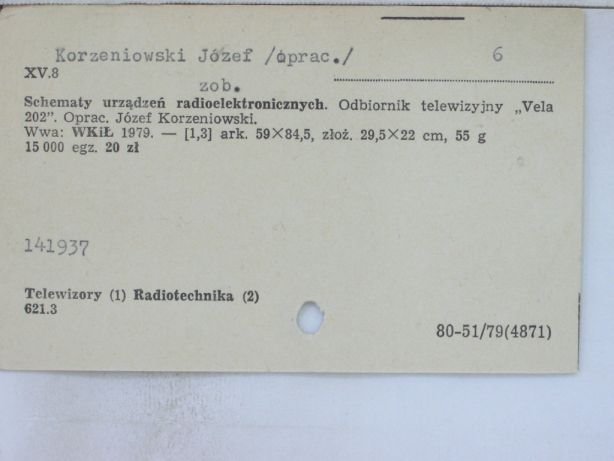 Korzeniowski Józef /oprac./ 6
XV.8
zob.
Schematy urządzeń radioelektronicznych. Odbiornik telewizyjny „Vela
202”. Oprac. Józef Korzeniowski.
Wwa: WKiŁ 1979. — [1,3] ark. 59×84,5, złoż. 29,5×22 cm, 55 g
15 000 egz. 20 zł
141937
Telewizory (1) Radiotechnika (2)
621.3
80-51/79(4871)